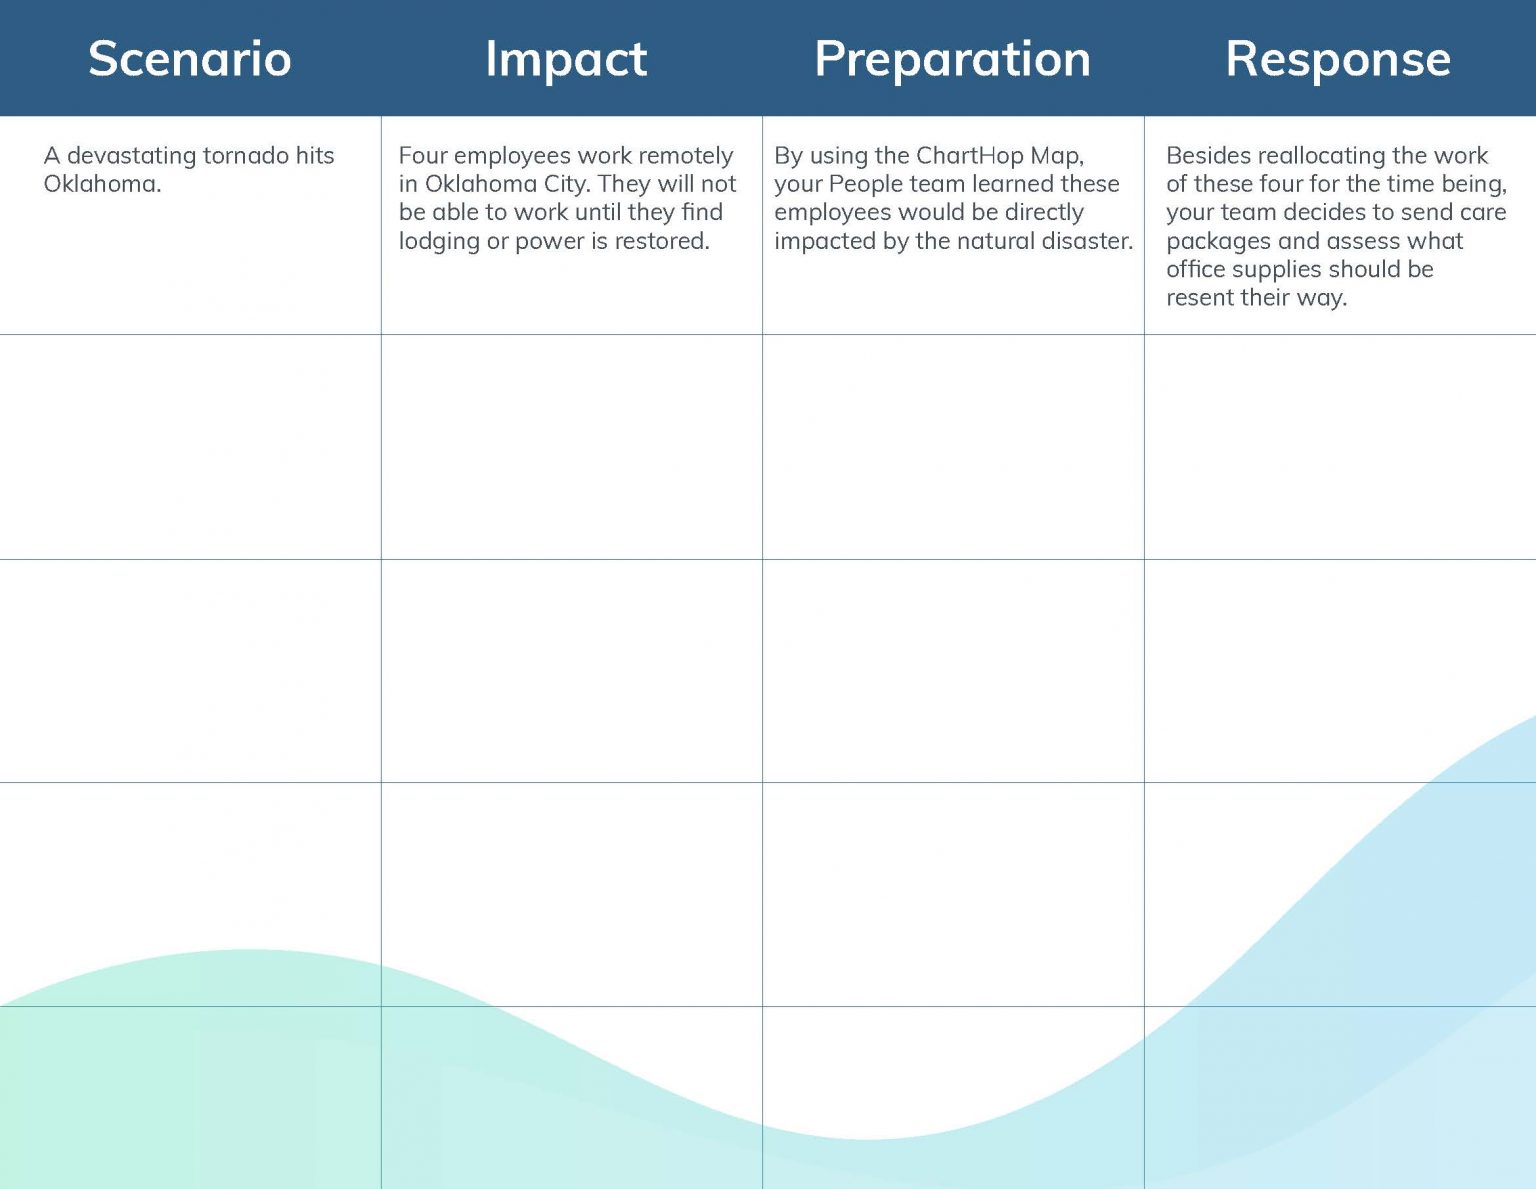 Scenario
Impact
Preparation
Response
A devastating tornado hits
Oklahoma.
Four employees work remotely
in Oklahoma City. They will not
be able to work until they find
lodging or power is restored.
By using the ChartHop Map,
your People team learned these
employees would be directly
impacted by the natural disaster.
Besides reallocating the work
of these four for the time being,
your team decides to send care
packages and assess what
office supplies should be
resent their way.